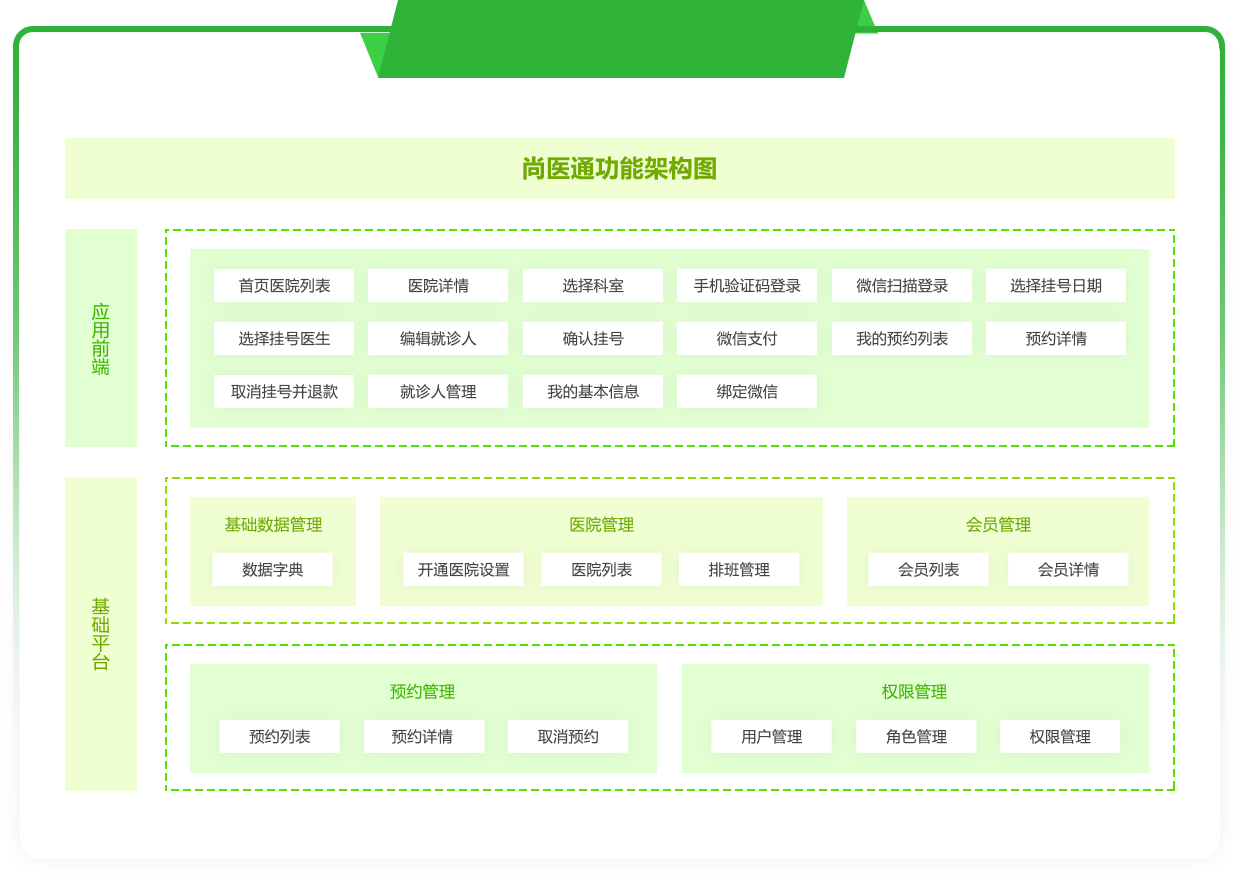 尚医通功能架构图
应用前端
首页医院列表
医院详情
选择科室
手机验证码登录
微信扫描登录
选择挂号日期
选择挂号医生
编辑就诊人
确认挂号
微信支付
我的预约列表
预约详情
取消挂号并退款
就诊人管理
我的基本信息
绑定微信
基础平台
基础数据管理
数据字典
医院管理
开通医院设置
医院列表
排班管理
会员管理
会员列表
会员详情
预约管理
预约列表
预约详情
取消预约
权限管理
用户管理
角色管理
权限管理